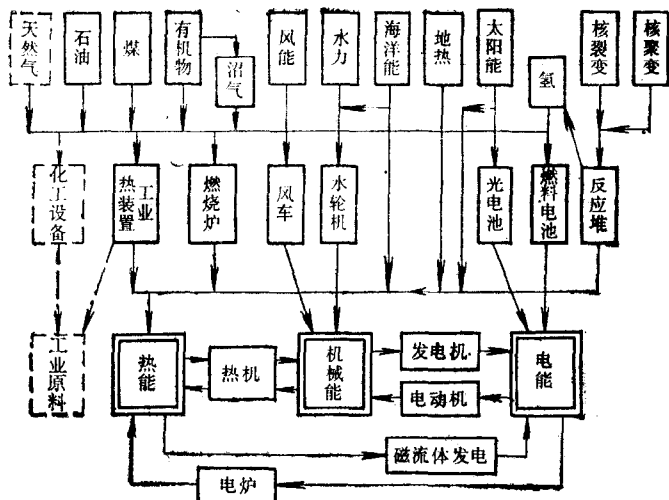 天然气
石油
煤
有机物
沼气
风能
水力
海洋能
地热
太阳能
氢
核裂变
核聚变
化工设备
工业
热装置
燃烧炉
风车
水轮机
光电池
燃料电池
反应堆
工业原料
热能
热机
机械能
发电机
电动机
电能
磁流体发电
电炉